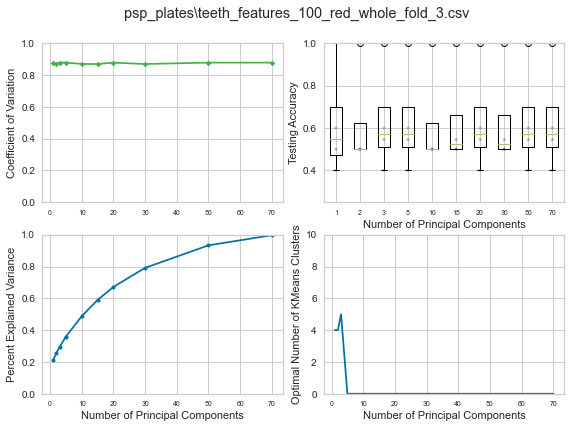 psp_plates\teeth_features_100_red_whole_fold_3.csv
Coefficient of Variation
1.0
0.8
0.6
0.4
0.2
0.0
0 10 20 30 40 50 60 70
Testing Accuracy
1.0
0.8
0.6
0.4
1 2 3 5 10 15 20 30 50 70
Number of Principal Components
Percent Explained Variance
1.0
0.8
0.6
0.4
0.2
0.0
0 10 20 30 40 50 60 70
Number of Principal Components
Optimal Number of KMeans Clusters
10
8
6
4
2
0
0 10 20 30 40 50 60 70
Number of Principal Components